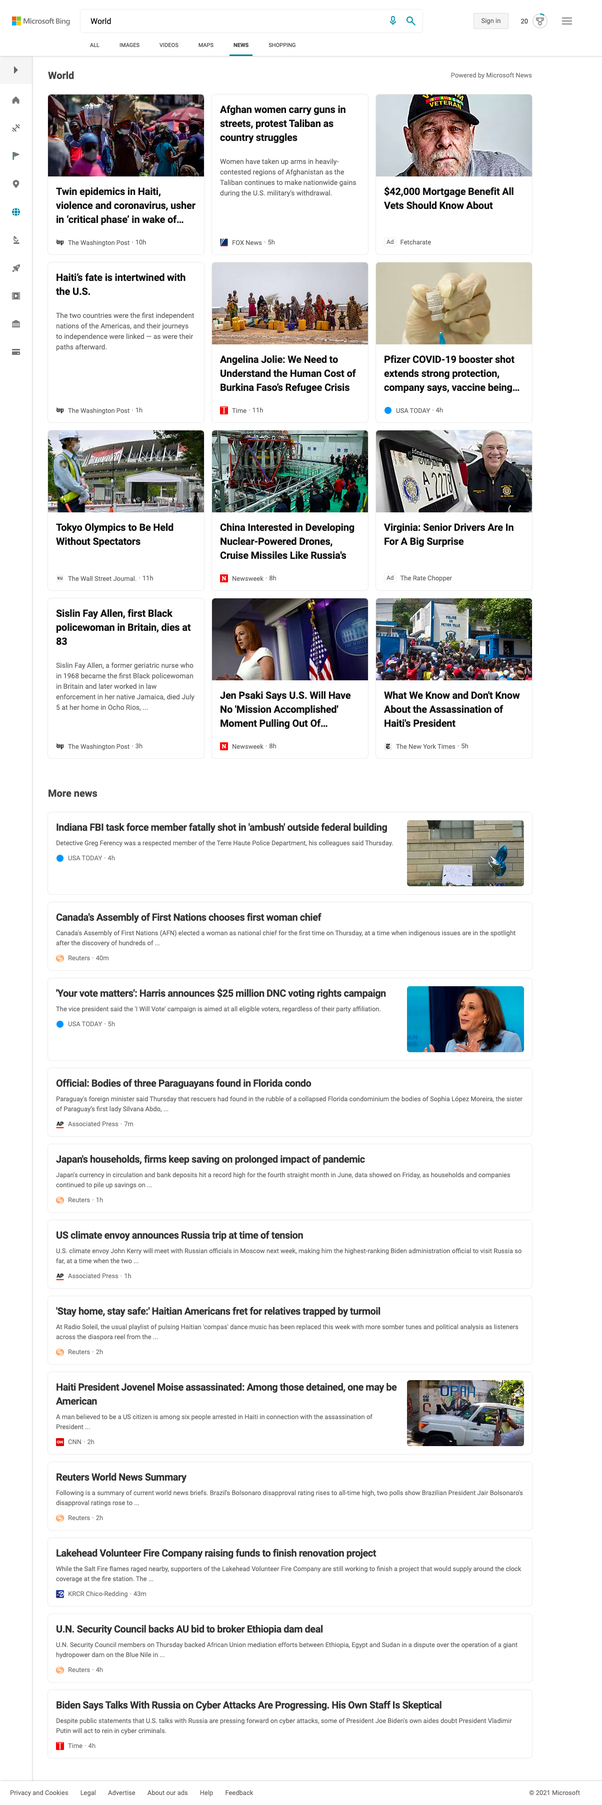 Microsoft Bing
World
Sign in
20
ALL
IMAGES
VIDEOS
MAPS
NEWS
SHOPPING
World
Powered by Microsoft News
Twin epidemics in Haiti,
violence and coronavirus, usher
in 'critical phase' in wake of…
The Washington Post · 10h
Afghan women carry guns in
streets, protest Taliban as
country struggles
Women have taken up arms in heavily-
contested regions of Afghanistan as the
Taliban continues to make nationwide gains
during the U.S. military's withdrawal.
FOX News · 5h
VETERAN
$42,000 Mortgage Benefit All
Vets Should Know About
Ad Fetcharate
Haiti's fate is intertwined with
the U.S.
The two countries were the first independent
nations of the Americas, and their journeys
to independence were linked — as were their
paths afterward.
The Washington Post · 1h
Angelina Jolie: We Need to
Understand the Human Cost of
Burkina Faso's Refugee Crisis
Time · 11h
Pfizer COVID-19 booster shot
extends strong protection,
company says, vaccine being…
USA TODAY · 4h
Tokyo Olympics to Be Held
Without Spectators
The Wall Street Journal. · 11h
China Interested in Developing
Nuclear-Powered Drones,
Cruise Missiles Like Russia's
Newsweek · 8h
Virginia: Senior Drivers Are In
For A Big Surprise
Ad The Rate Chopper
Sislin Fay Allen, first Black
policewoman in Britain, dies at
83
Sislin Fay Allen, a former geriatric nurse who
in 1968 became the first Black policewoman
in Britain and later worked in law
enforcement in her native Jamaica, died July
5 at her home in Ocho Rios, ...
The Washington Post · 3h
Jen Psaki Says U.S. Will Have
No 'Mission Accomplished'
Moment Pulling Out Of…
Newsweek · 8h
What We Know and Don't Know
About the Assassination of
Haiti's President
The New York Times · 5h
More news
Indiana FBI task force member fatally shot in 'ambush' outside federal building
Detective Greg Ferency was a respected member of the Terre Haute Police Department, his colleagues said Thursday.
USA TODAY · 4h
Canada's Assembly of First Nations chooses first woman chief
Canada's Assembly of First Nations (AFN) elected a woman as national chief for the first time on Thursday, at a time when indigenous issues are in the spotlight
after the discovery of hundreds of ...
Reuters · 40m
'Your vote matters': Harris announces $25 million DNC voting rights campaign
The vice president said the 'I Will Vote' campaign is aimed at all eligible voters, regardless of their party affiliation.
USA TODAY · 5h
Official: Bodies of three Paraguayans found in Florida condo
Paraguay's foreign minister said Thursday that rescuers had found in the rubble of a collapsed Florida condominium the bodies of Sophia López Moreira, the sister
of Paraguay's first lady Silvana Abdo, ...
AP Associated Press · 7m
Japan's households, firms keep saving on prolonged impact of pandemic
Japan's currency in circulation and bank deposits hit a record high for the fourth straight month in June, data showed on Friday, as households and companies
continued to pile up savings on ...
Reuters · 1h
US climate envoy announces Russia trip at time of tension
U.S. climate envoy John Kerry will meet with Russian officials in Moscow next week, making him the highest-ranking Biden administration official to visit Russia so
far, at a time when the two ...
AP Associated Press · 1h
'Stay home, stay safe:' Haitian Americans fret for relatives trapped by turmoil
At Radio Soleil, the usual playlist of pulsing Haitian 'compas' dance music has been replaced this week with more somber tunes and political analysis as listeners
across the diaspora reel from the ...
Reuters · 2h
Haiti President Jovenel Moise assassinated: Among those detained, one may be
American
A man believed to be a US citizen is among six people arrested in Haiti in connection with the assassination of
President ...
CNN · 2h
Reuters World News Summary
Following is a summary of current world news briefs. Brazil's Bolsonaro disapproval rating rises to all-time high, two polls show Brazilian President Jair Bolsonaro's
disapproval ratings rose to ...
Reuters · 2h
Lakehead Volunteer Fire Company raising funds to finish renovation project
While the Salt Fire flames raged nearby, supporters of the Lakehead Volunteer Fire Company are still working to finish a project that would supply around the clock
coverage at the fire station. The ...
KRCR Chico-Redding · 43m
U.N. Security Council backs AU bid to broker Ethiopia dam deal
U.N. Security Council members on Thursday backed African Union mediation efforts between Ethiopia, Egypt and Sudan in a dispute over the operation of a giant
hydropower dam on the Blue Nile in ...
Reuters · 4h
Biden Says Talks With Russia on Cyber Attacks Are Progressing. His Own Staff Is Skeptical
Despite public statements that U.S. talks with Russia are pressing forward on cyber attacks, some of President Joe Biden's own aides doubt President Vladimir
Putin will act to rein in cyber criminals.
Time · 4h
Privacy and Cookies
Legal
Advertise
About our ads
Help
Feedback
© 2021 Microsoft